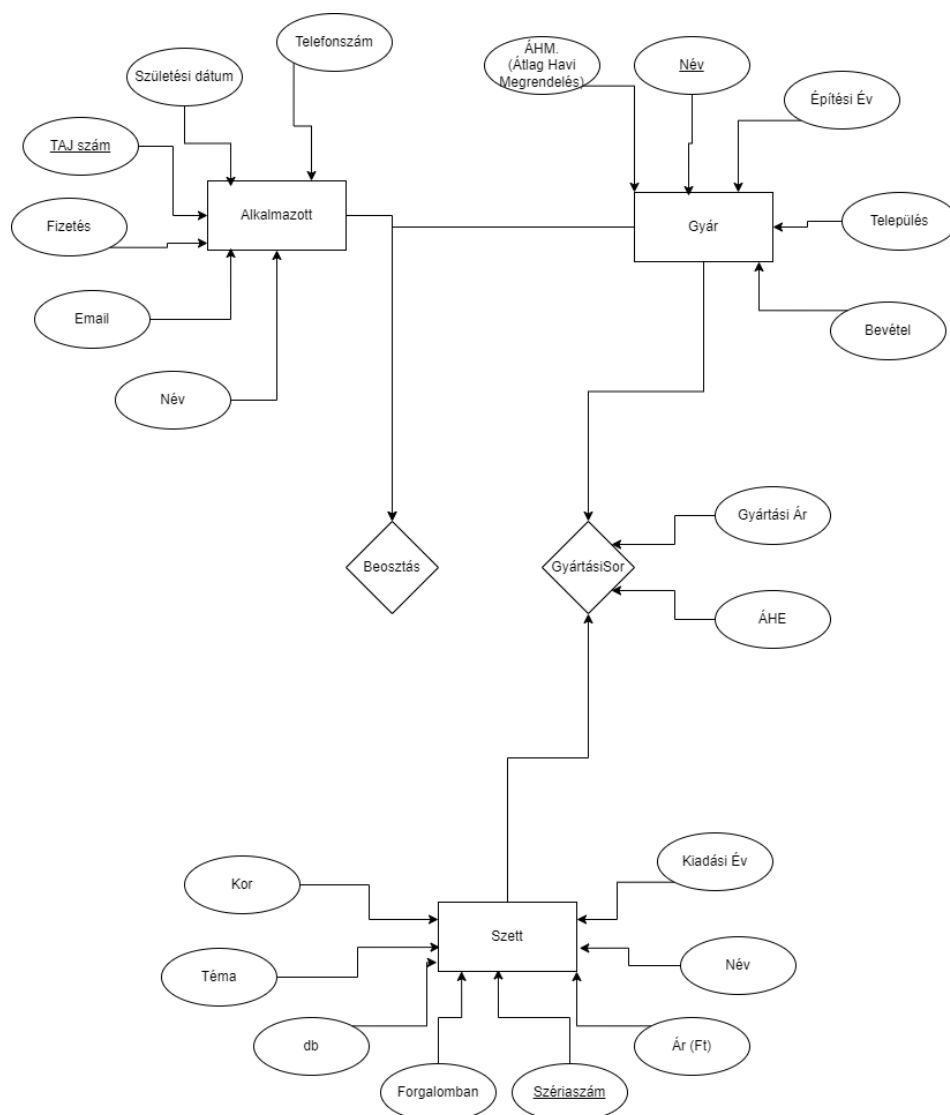 Telefonszám
Születési dátum
TAJ szám
Alkalmazott
Fizetés
Email
Név
ÁHM.
(Átlag Havi
Megrendelés)
Név
Építési Év
Gyár
Település
Bevétel
Beosztás
GyártásiSor
Gyártási Ár
ÁHE
Kor
Kiadási Év
Szett
Téma
Név
db
Ár (Ft)
Forgalomban
Szériaszám